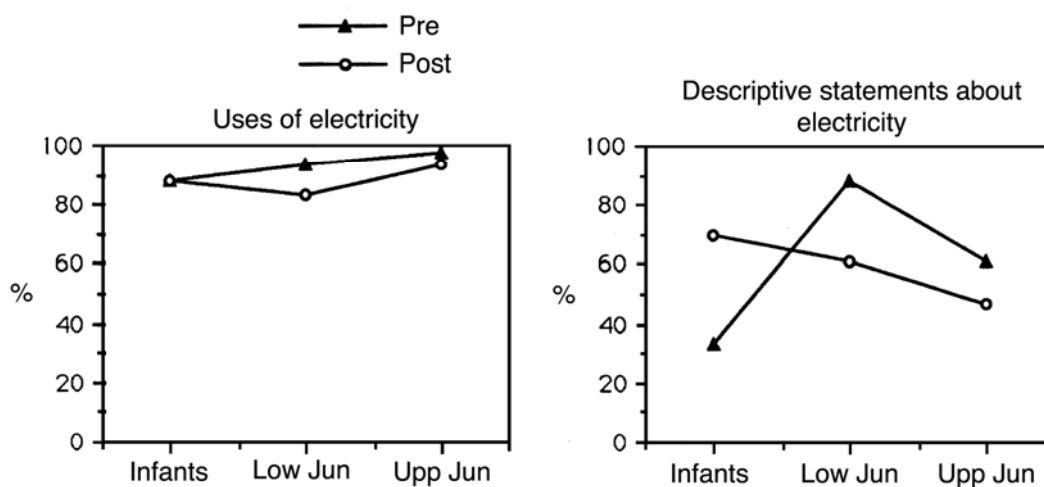 Pre
Post
Uses of electricity
100
80
60
%
40
20
0
Infants Low Jun Upp Jun
Descriptive statements about
electricity
100
80
60
%
40
20
0
Infants Low Jun Upp Jun